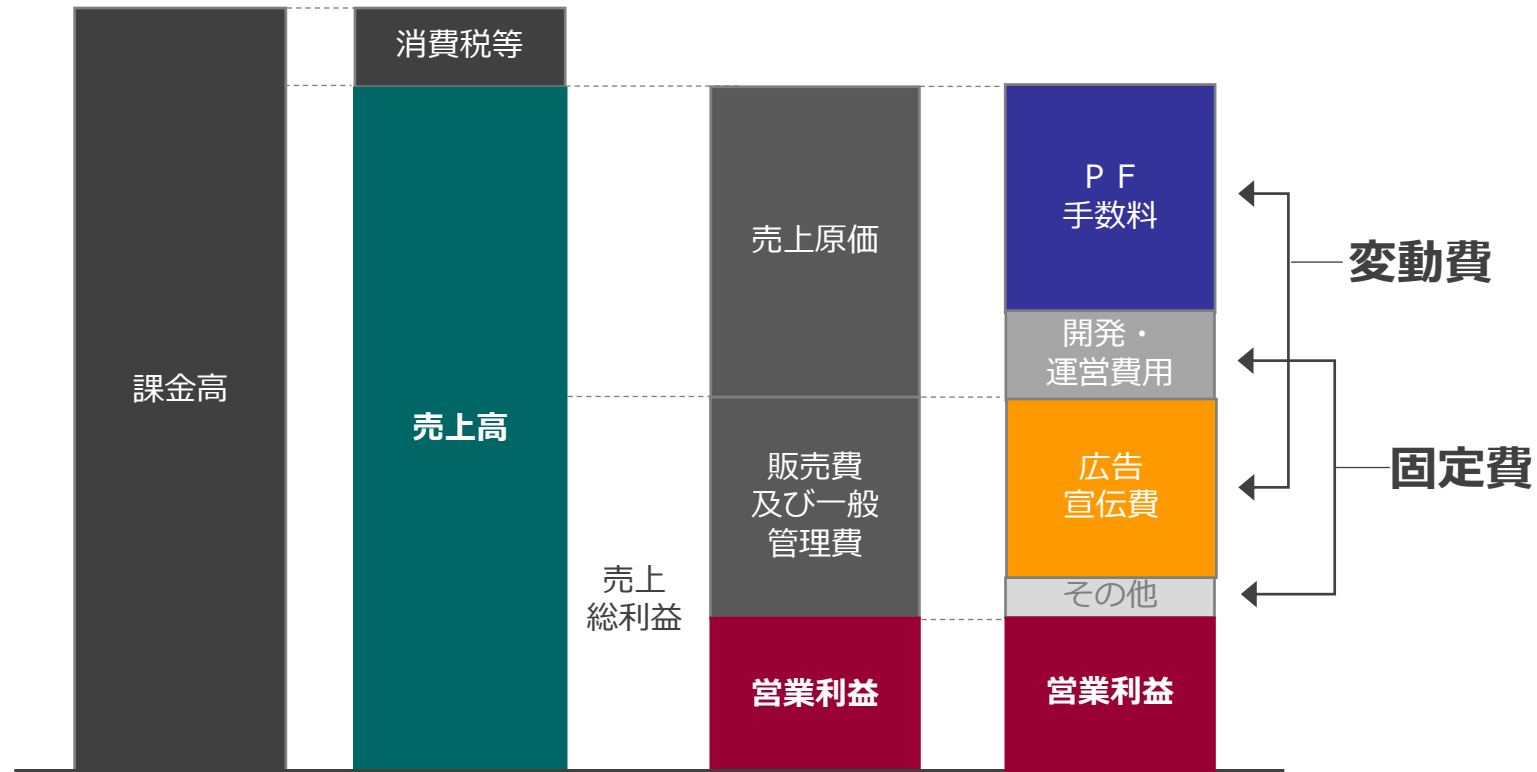 課金高
消費税等
売上高
売上
総利益
売上原価
販売費
及び一般
管理費
営業利益
ＰＦ
手数料
開発・
運営費用
広告
宣伝費
その他
営業利益
変動費
固定費